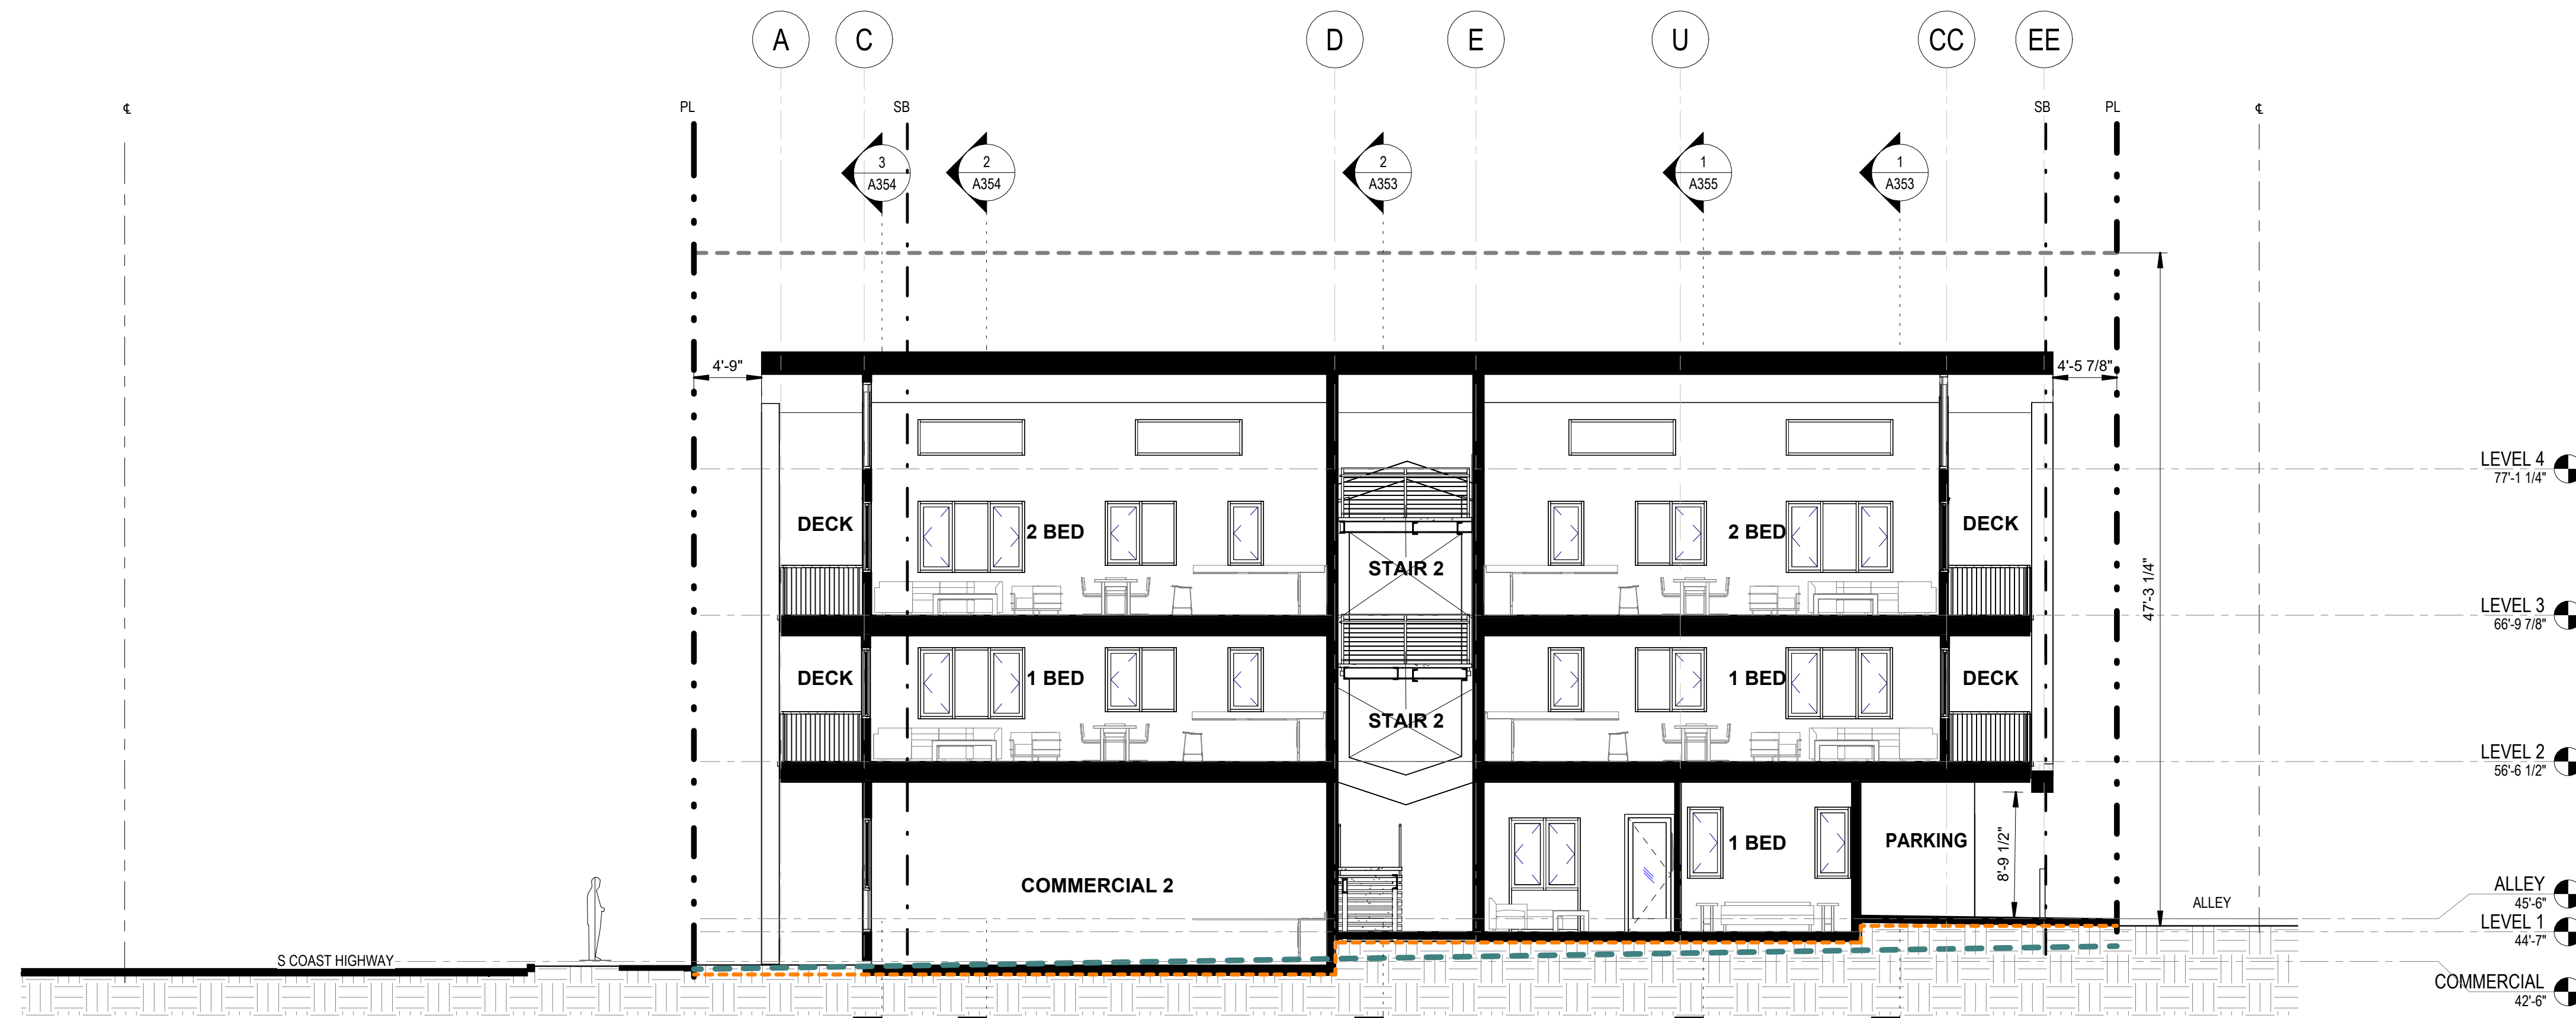 A
C
D
E
U
CC
EE
℄
PL
SB
SB
PL
℄
3
A354
2
A354
2
A353
1
A355
1
A353
4'-9"
4'-5 7/8"
47'-3 1/4"
LEVEL 4
77'-1 1/4"
DECK
2 BED
STAIR 2
2 BED
DECK
LEVEL 3
66'-9 7/8"
DECK
1 BED
STAIR 2
1 BED
DECK
LEVEL 2
56'-6 1/2"
COMMERCIAL 2
1 BED
PARKING
8'-9 1/2"
ALLEY
ALLEY
45'-6"
LEVEL 1
44'-7"
S COAST HIGHWAY
COMMERCIAL
42'-6"